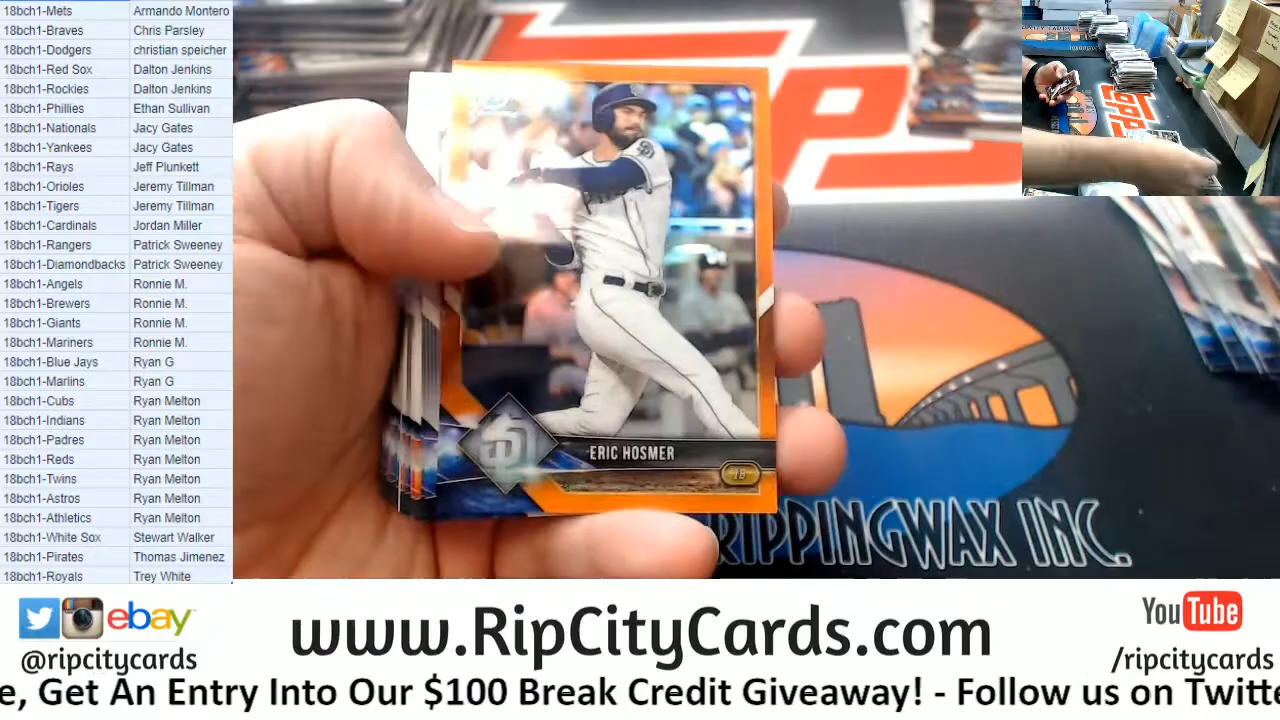 18bch1-Mets Armando Montero
18bch1-Braves Chris Parsley
18bch1-Dodgers christian speicher
18bch1-Red Sox Dalton Jenkins
18bch1-Rockies Dalton Jenkins
18bch1-Phillies Ethan Sullivan
18bch1-Nationals Jacy Gates
18bch1-Yankees Jacy Gates
18bch1-Rays Jeff Plunkett
18bch1-Orioles Jeremy Tillman
18bch1-Tigers Jeremy Tillman
18bch1-Cardinals Jordan Miller
18bch1-Rangers Patrick Sweeney
18bch1-Diamondbacks Patrick Sweeney
18bch1-Angels Ronnie M.
18bch1-Brewers Ronnie M.
18bch1-Giants Ronnie M.
18bch1-Mariners Ronnie M.
18bch1-Blue Jays Ryan G
18bch1-Marlins Ryan G
18bch1-Cubs Ryan Melton
18bch1-Indians Ryan Melton
18bch1-Padres Ryan Melton
18bch1-Reds Ryan Melton
18bch1-Twins Ryan Melton
18bch1-Astros Ryan Melton
18bch1-Athletics Ryan Melton
18bch1-White Sox Stewart Walker
18bch1-Pirates Thomas Jimenez
18bch1-Royals Trey White
SD
ERIC HOSMER
1B
RIPPINGWAX INC.
ebay
@ripcitycards
www.RipCityCards.com
YouTube
/ripcitycards
e, Get An Entry Into Our $100 Break Credit Giveaway! - Follow us on Twitte